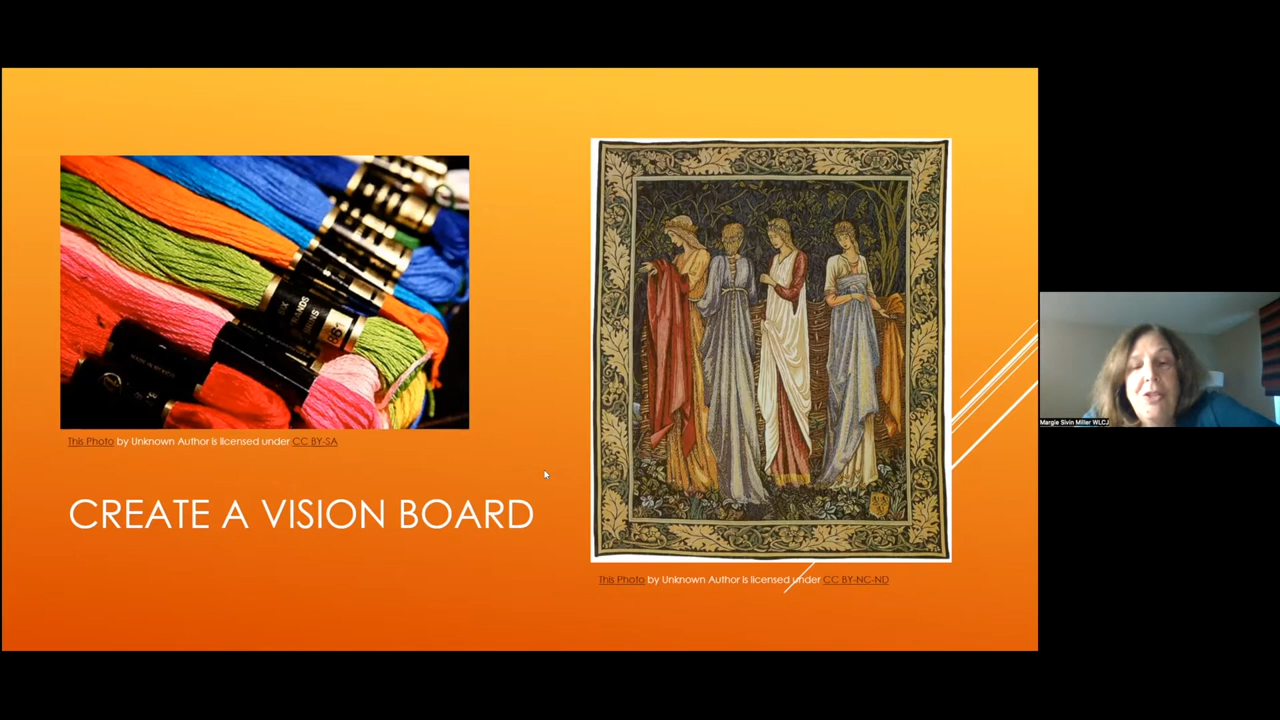 This Photo by Unknown Author is licensed under CC BY-SA
CREATE A VISION BOARD
This Photo by Unknown Author is licensed under CC BY-NC-ND
Margie Sivin Miller WLCJ